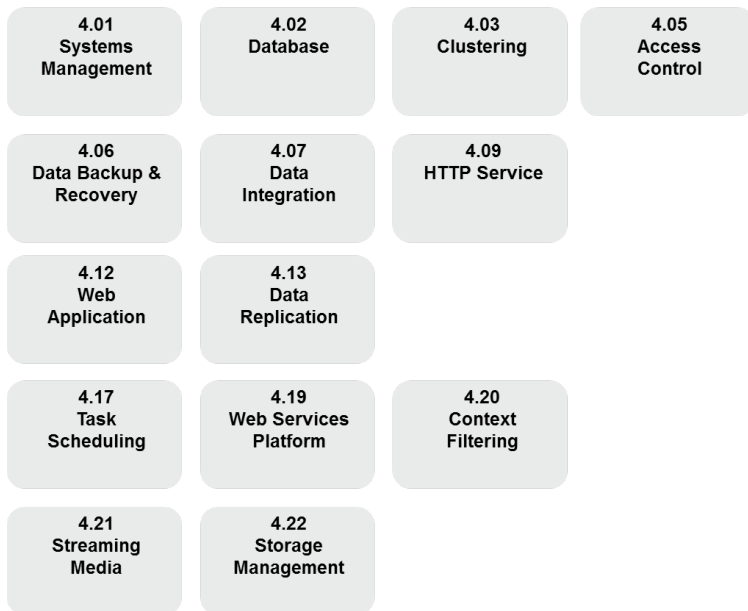 4.01
Systems
Management
4.02
Database
4.03
Clustering
4.05
Access
Control
4.06
Data Backup &
Recovery
4.07
Data
Integration
4.09
HTTP Service
4.12
Web
Application
4.13
Data
Replication
4.17
Task
Scheduling
4.19
Web Services
Platform
4.20
Context
Filtering
4.21
Streaming
Media
4.22
Storage
Management